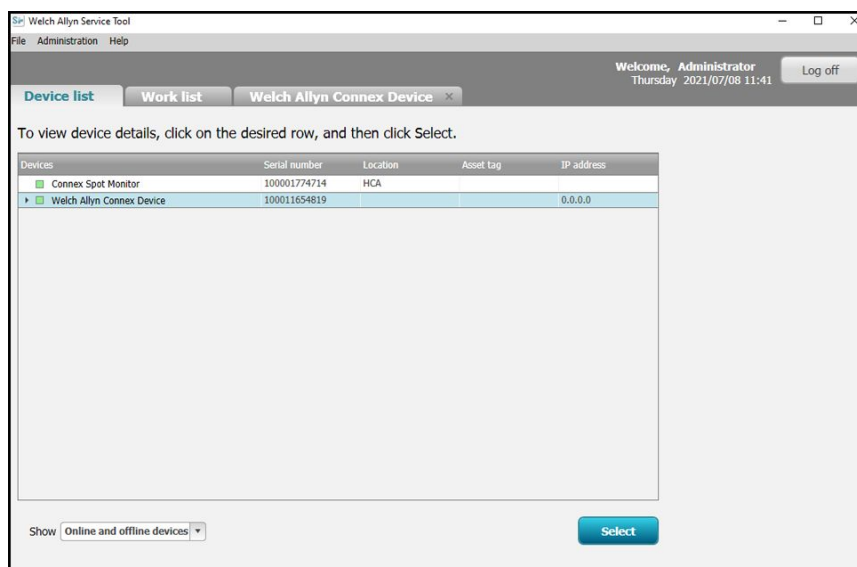 Welch Allyn Service Tool
File Administration Help
Welcome, Administrator
Thursday 2021/07/08 11:41
Log off
Device list Work list Welch Allyn Connex Device ×
To view device details, click on the desired row, and then click Select.
Devices Serial number Location Asset tag IP address
Connex Spot Monitor 100001774714 HCA
Welch Allyn Connex Device 100011654819 0.0.0.0
Show Online and offline devices Select